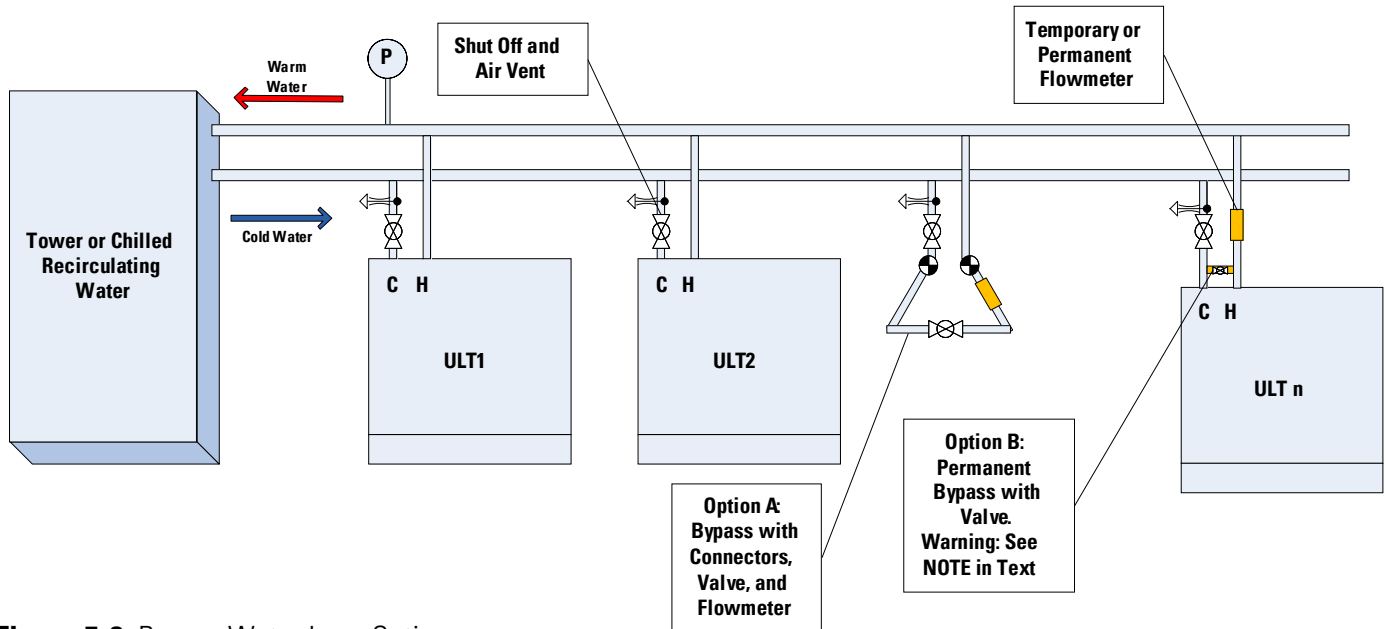 P
Warm
Water
Shut Off and
Air Vent
Temporary or
Permanent
Flowmeter
Cold Water
Tower or Chilled
Recirculating
Water
C H
ULT1
C H
ULT2
C H
ULT n
Option A:
Bypass with
Connectors,
Valve, and
Flowmeter
Option B:
Permanent
Bypass with
Valve.
Warning: See
NOTE in Text